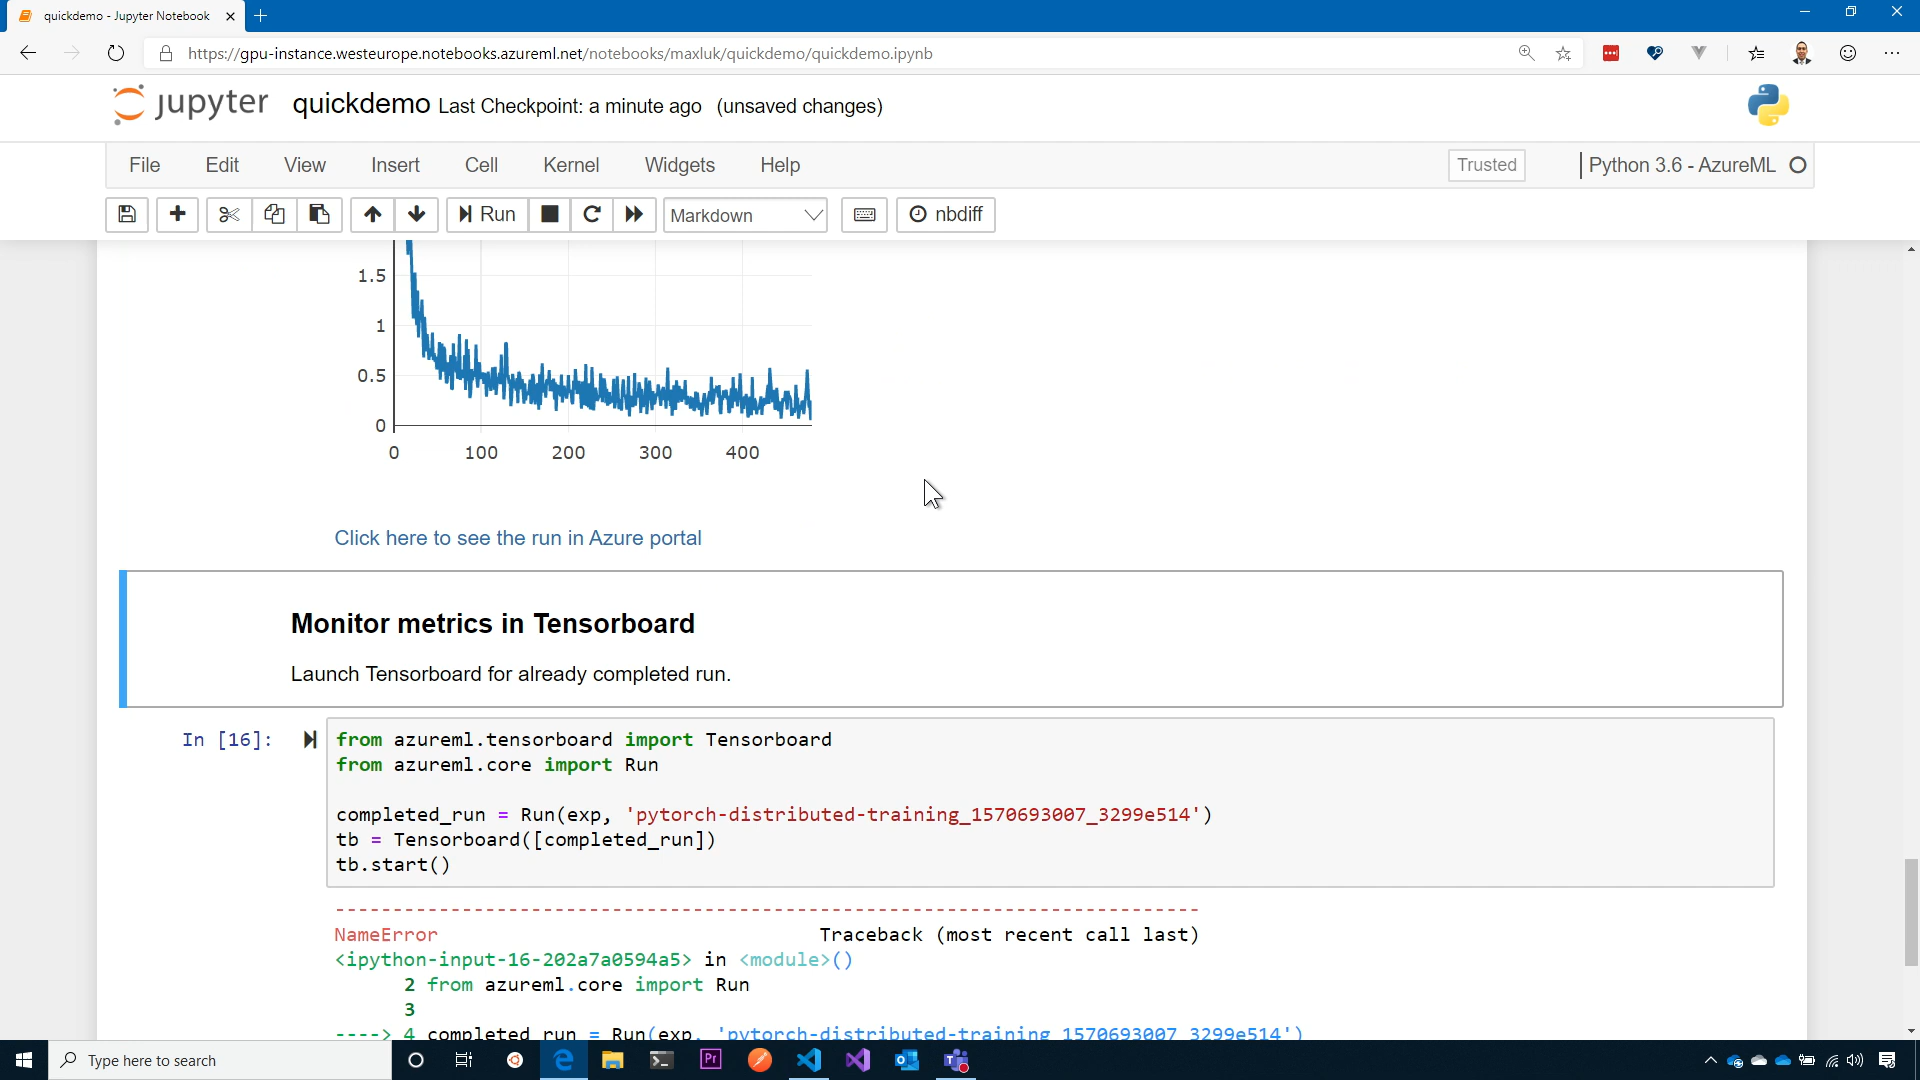 quickdemo - Jupyter Notebook
https://gpu-instance.westeurope.notebooks.azureml.net/notebooks/maxluk/quickdemo/quickdemo.ipynb
jupyter quickdemo Last Checkpoint: a minute ago (unsaved changes)
File Edit View Insert Cell Kernel Widgets Help Trusted Python 3.6 - AzureML
Run Markdown nbdiff
1.5
1
0.5
0
0 100 200 300 400
Click here to see the run in Azure portal
Monitor metrics in Tensorboard
Launch Tensorboard for already completed run.
In [16]: from azureml.tensorboard import Tensorboard
from azureml.core import Run
completed_run = Run(exp, 'pytorch-distributed-training_1570693007_3299e514')
tb = Tensorboard([completed_run])
tb.start()
---------------------------------------------------------------------------
NameError Traceback (most recent call last)
<ipython-input-16-202a7a0594a5> in <module>()
2 from azureml.core import Run
3
----> 4 completed_run = Run(exp, 'pytorch-distributed-training_1570693007_3299e514')
Type here to search
Pr